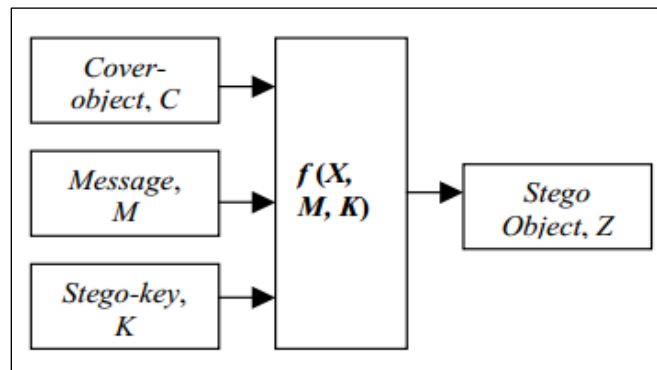 Cover-
object, C
Message,
M
Stego-key,
K
f (X,
M, K)
Stego
Object, Z